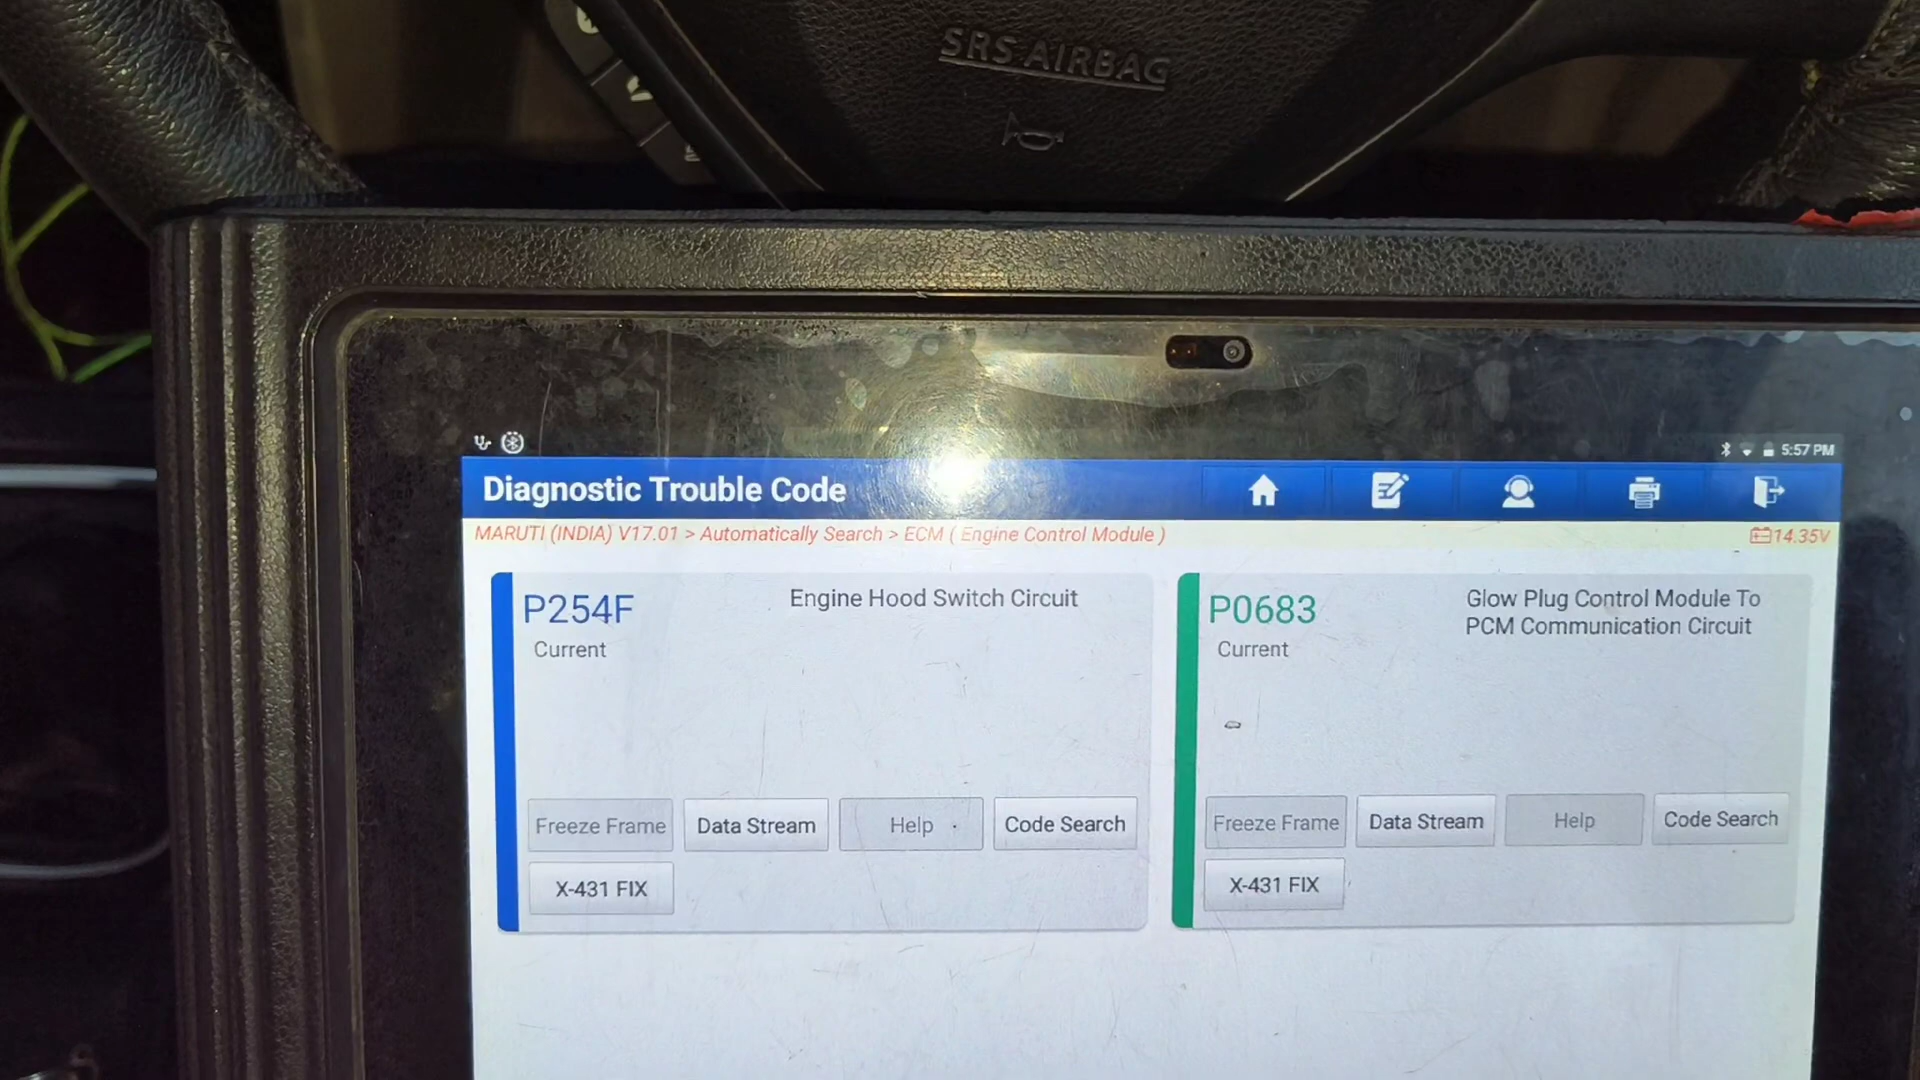 SRS AIRBAG
5:57 PM
Diagnostic Trouble Code
MARUTI (INDIA) V17.01 > Automatically Search > ECM ( Engine Control Module )
14.35V
P254F
Engine Hood Switch Circuit
Current
Freeze Frame
Data Stream
Help
Code Search
X-431 FIX
P0683
Glow Plug Control Module To
PCM Communication Circuit
Current
Freeze Frame
Data Stream
Help
Code Search
X-431 FIX